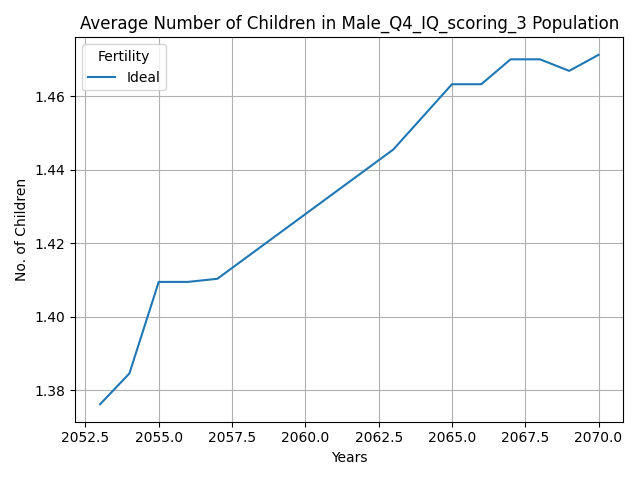 Average Number of Children in Male_Q4_IQ_scoring_3 Population
Fertility
Ideal
No. of Children
1.46
1.44
1.42
1.40
1.38
2052.5 2055.0 2057.5 2060.0 2062.5 2065.0 2067.5 2070.0
Years